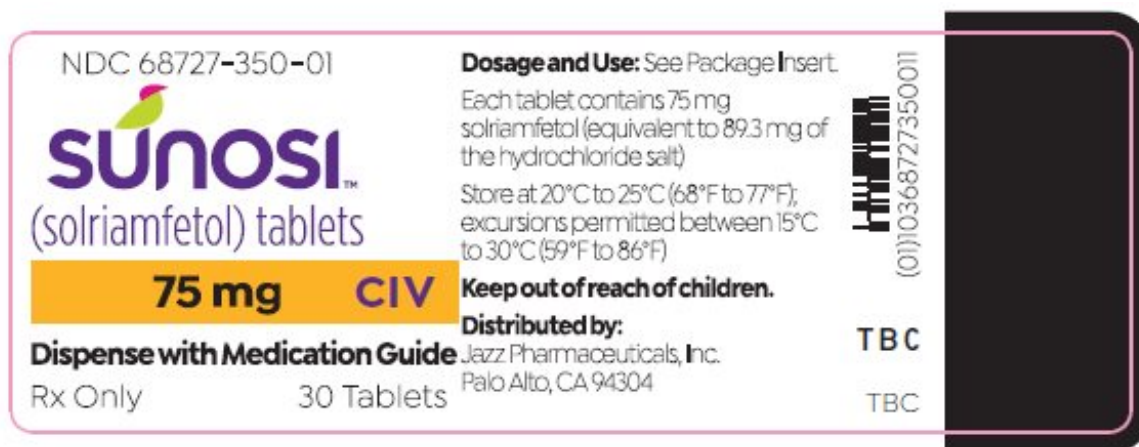 NDC 68727-350-01
SUNOSI™
(solriamfetol) tablets
75 mg CIV
Dispense with Medication Guide
Rx Only 30 Tablets
Dosage and Use: See Package Insert.
Each tablet contains 75 mg
solriamfetol (equivalent to 89.3 mg of
the hydrochloride salt)
Store at 20°C to 25°C (68°F to 77°F);
excursions permitted between 15°C
to 30°C (59°F to 86°F)
Keep out of reach of children.
Distributed by:
Jazz Pharmaceuticals, Inc.
Palo Alto, CA 94304
(01)10368727350011
TBC
TBC